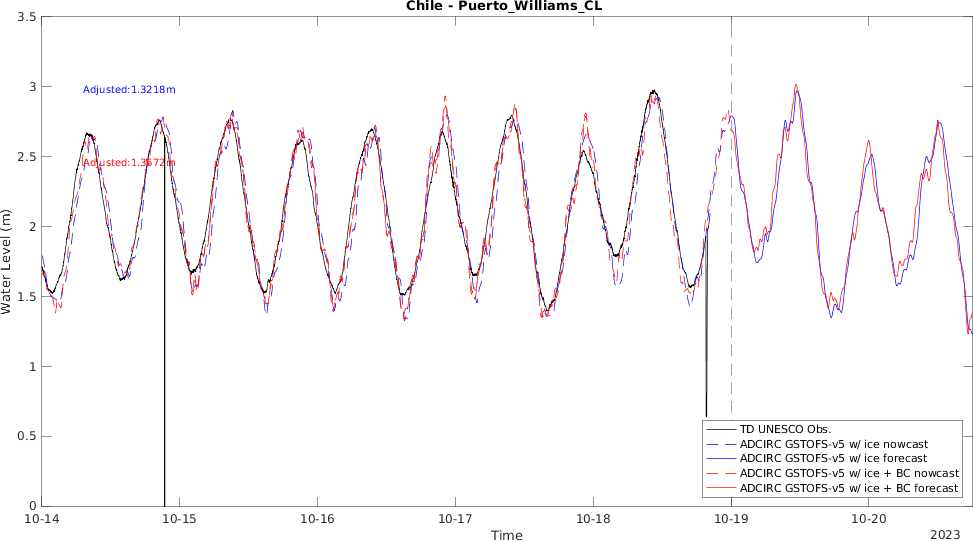 Chile - Puerto_Williams_CL
3.5
3
2.5
2
1.5
1
0.5
0
Water Level (m)
Adjusted:1.3218m
Adjusted:1.3572m
TD UNESCO Obs.
ADCIRC GSTOFS-v5 w/ ice nowcast
ADCIRC GSTOFS-v5 w/ ice forecast
ADCIRC GSTOFS-v5 w/ ice + BC nowcast
ADCIRC GSTOFS-v5 w/ ice + BC forecast
10-14
10-15
10-16
10-17
10-18
10-19
10-20
Time
2023